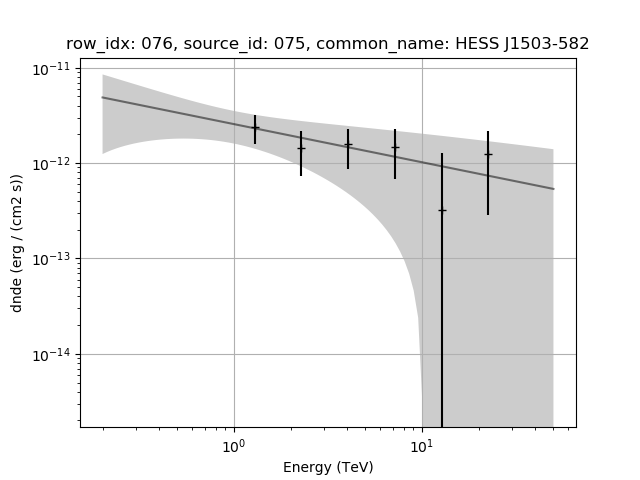 row_idx: 076, source_id: 075, common_name: HESS J1503-582
10⁻¹¹
10⁻¹²
10⁻¹³
10⁻¹⁴
dnde (erg / (cm2 s))
10⁰
10¹
Energy (TeV)